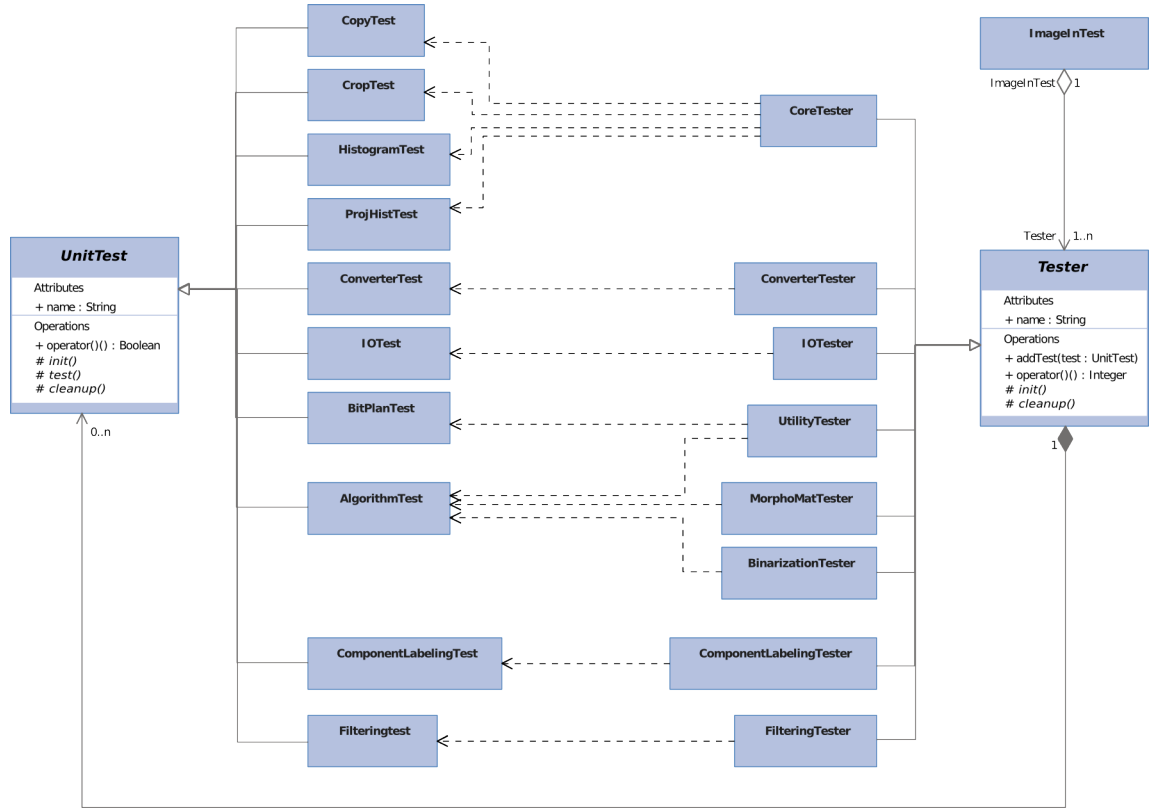 CopyTest
ImageInTest
CropTest
ImageInTest
1
CoreTester
HistogramTest
ProjHistTest
Tester
1..n
UnitTest
Attributes
+ name : String
Operations
+ operator()() : Boolean
# init()
# test()
# cleanup()
0..n
ConverterTest
ConverterTester
Tester
Attributes
+ name : String
Operations
+ addTest(test : UnitTest)
+ operator()() : Integer
# init()
# cleanup()
1
IOTest
IOTester
BitPlanTest
UtilityTester
AlgorithmTest
MorphoMatTester
BinarizationTester
ComponentLabelingTest
ComponentLabelingTester
Filteringtest
FilteringTester